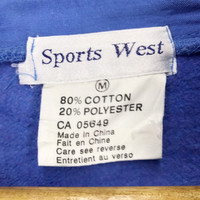 Sports West
M
80% COTTON
20% POLYESTER
CA 05649
Made in China
Fait en Chine
Care see reverse
Entretient au verso